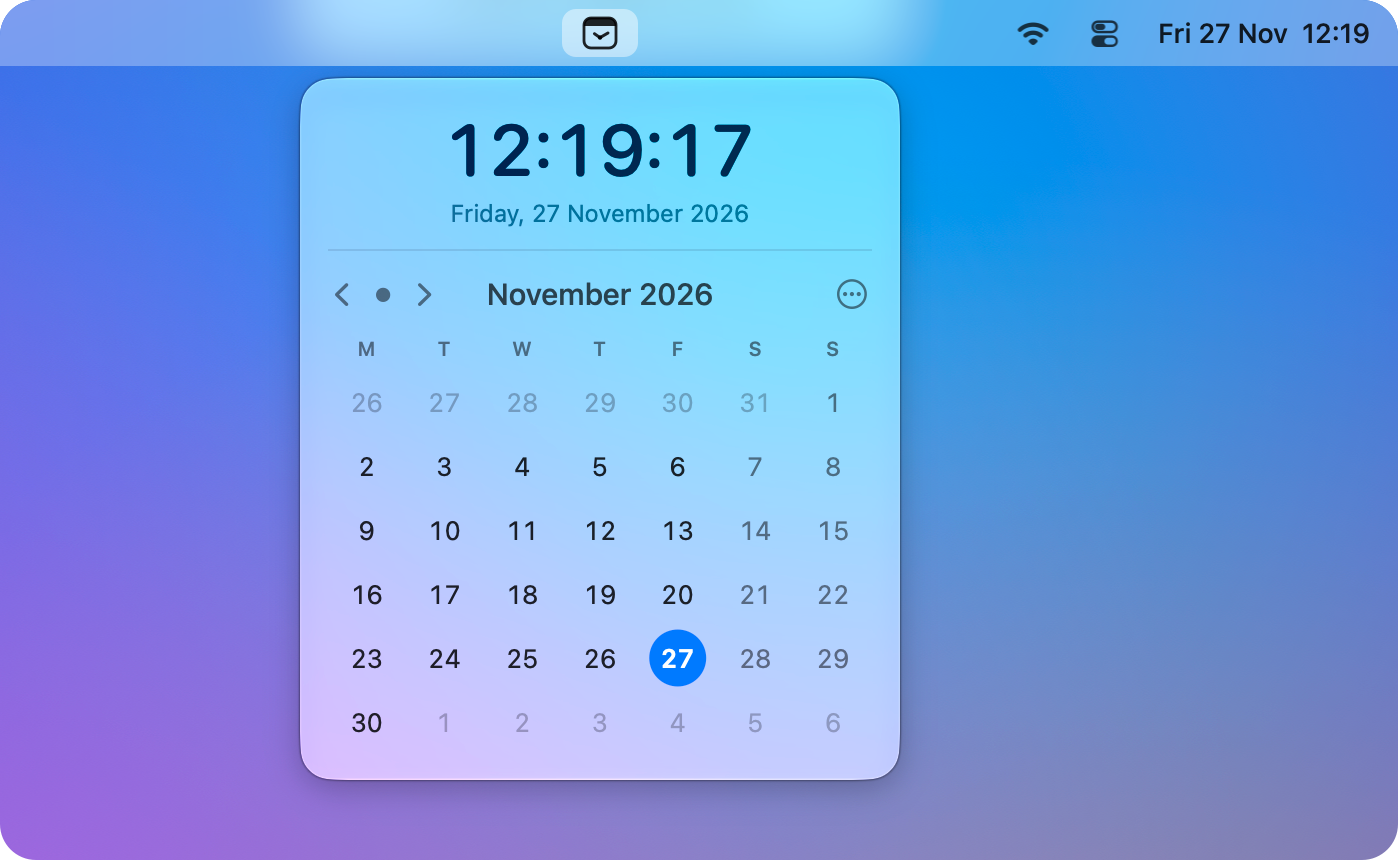 Fri 27 Nov 12:19
12:19:17
Friday, 27 November 2026
November 2026
M T W T F S S
26 27 28 29 30 31 1
2 3 4 5 6 7 8
9 10 11 12 13 14 15
16 17 18 19 20 21 22
23 24 25 26 27 28 29
30 1 2 3 4 5 6